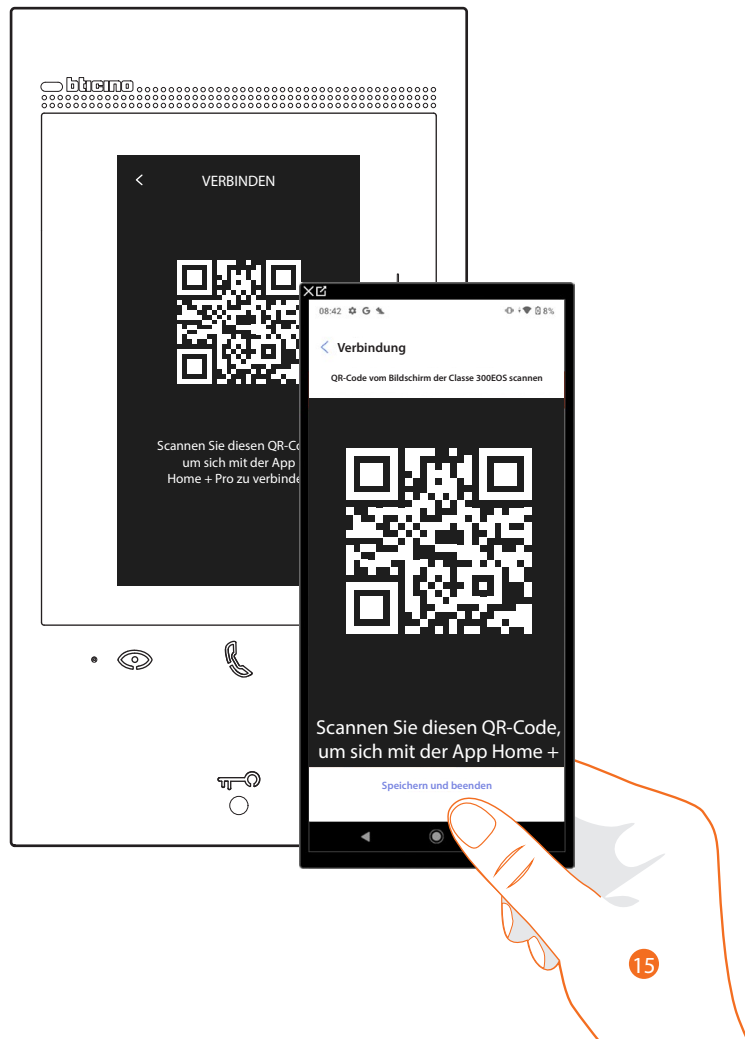 bticino
VERBINDEN
Scannen Sie diesen QR-Co
um sich mit der App
Home + Pro zu verbinde
08:42
8%
Verbindung
QR-Code vom Bildschirm der Classe 300EOS scannen
Scannen Sie diesen QR-Code,
um sich mit der App Home +
Speichern und beenden
15